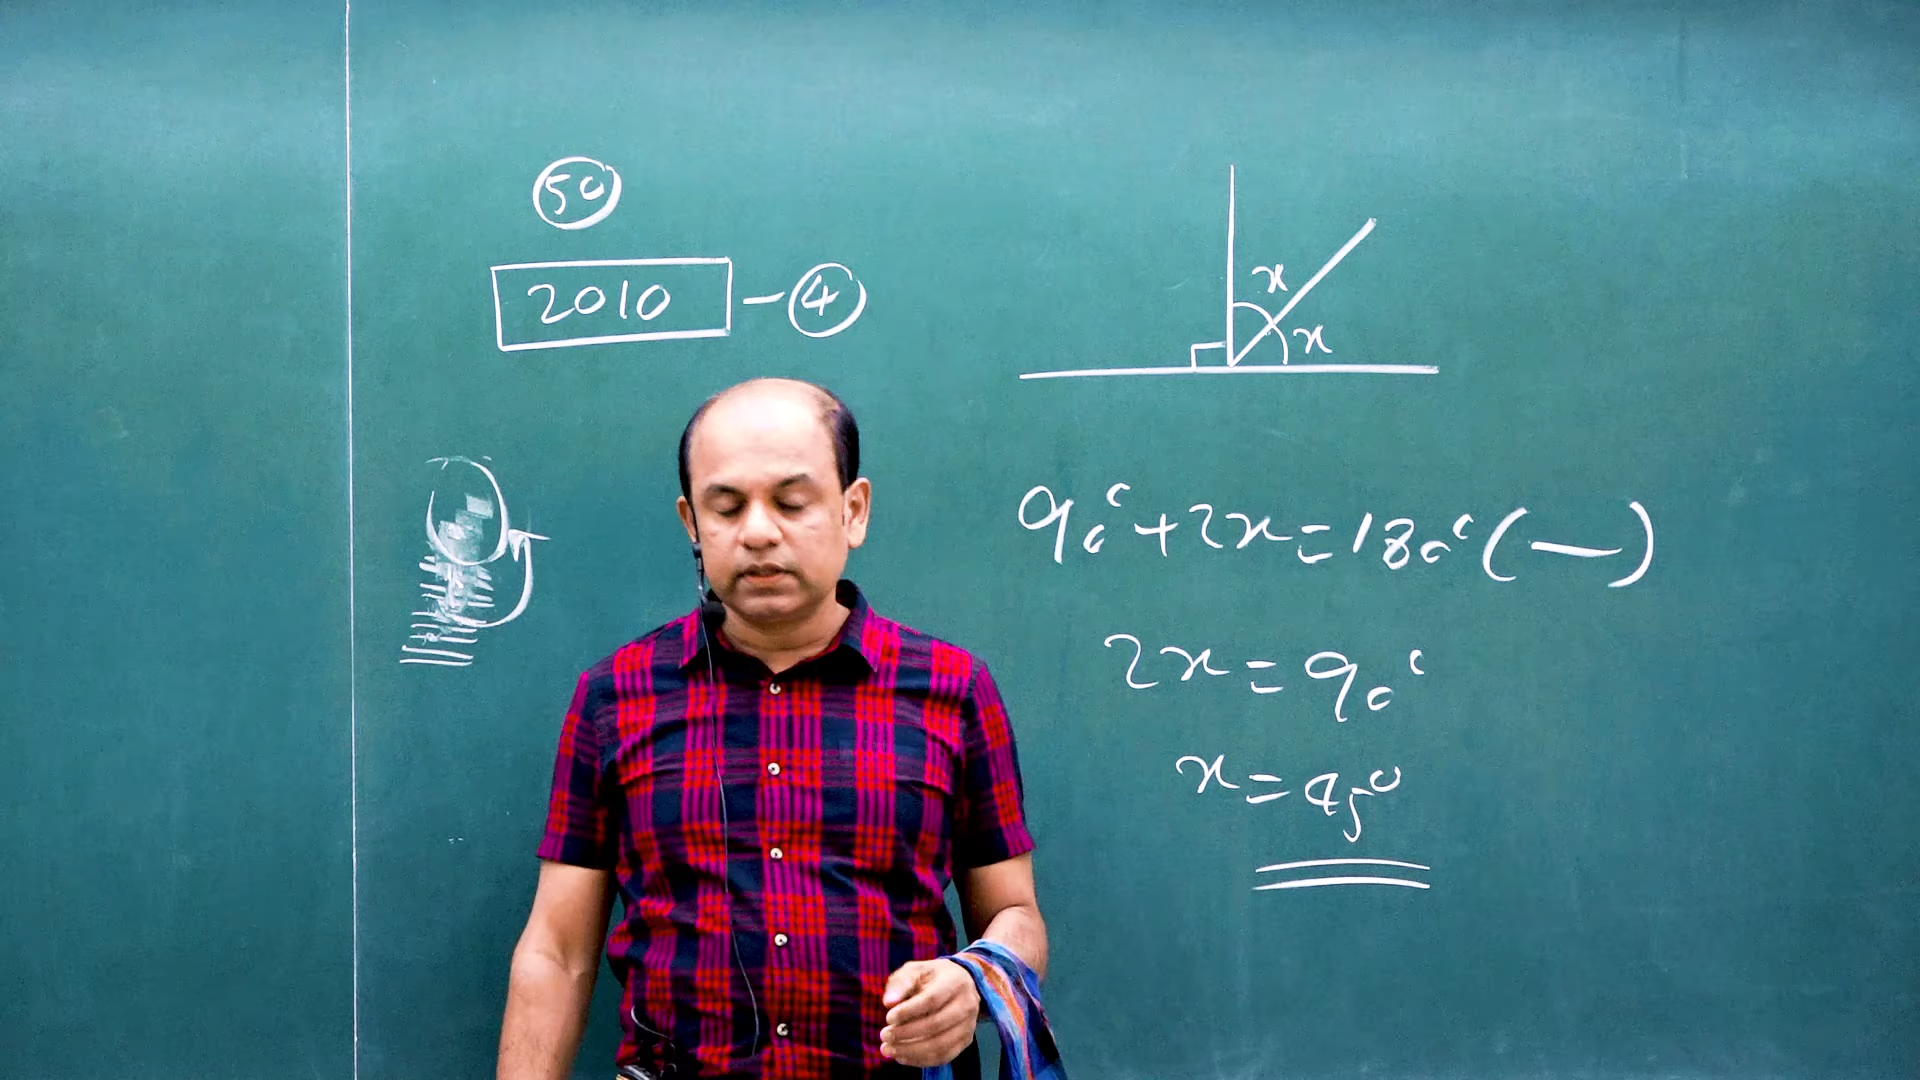 50
2010 - 4
x
x
90° + 2x = 180° ( — )
2x = 90°
x = 45°